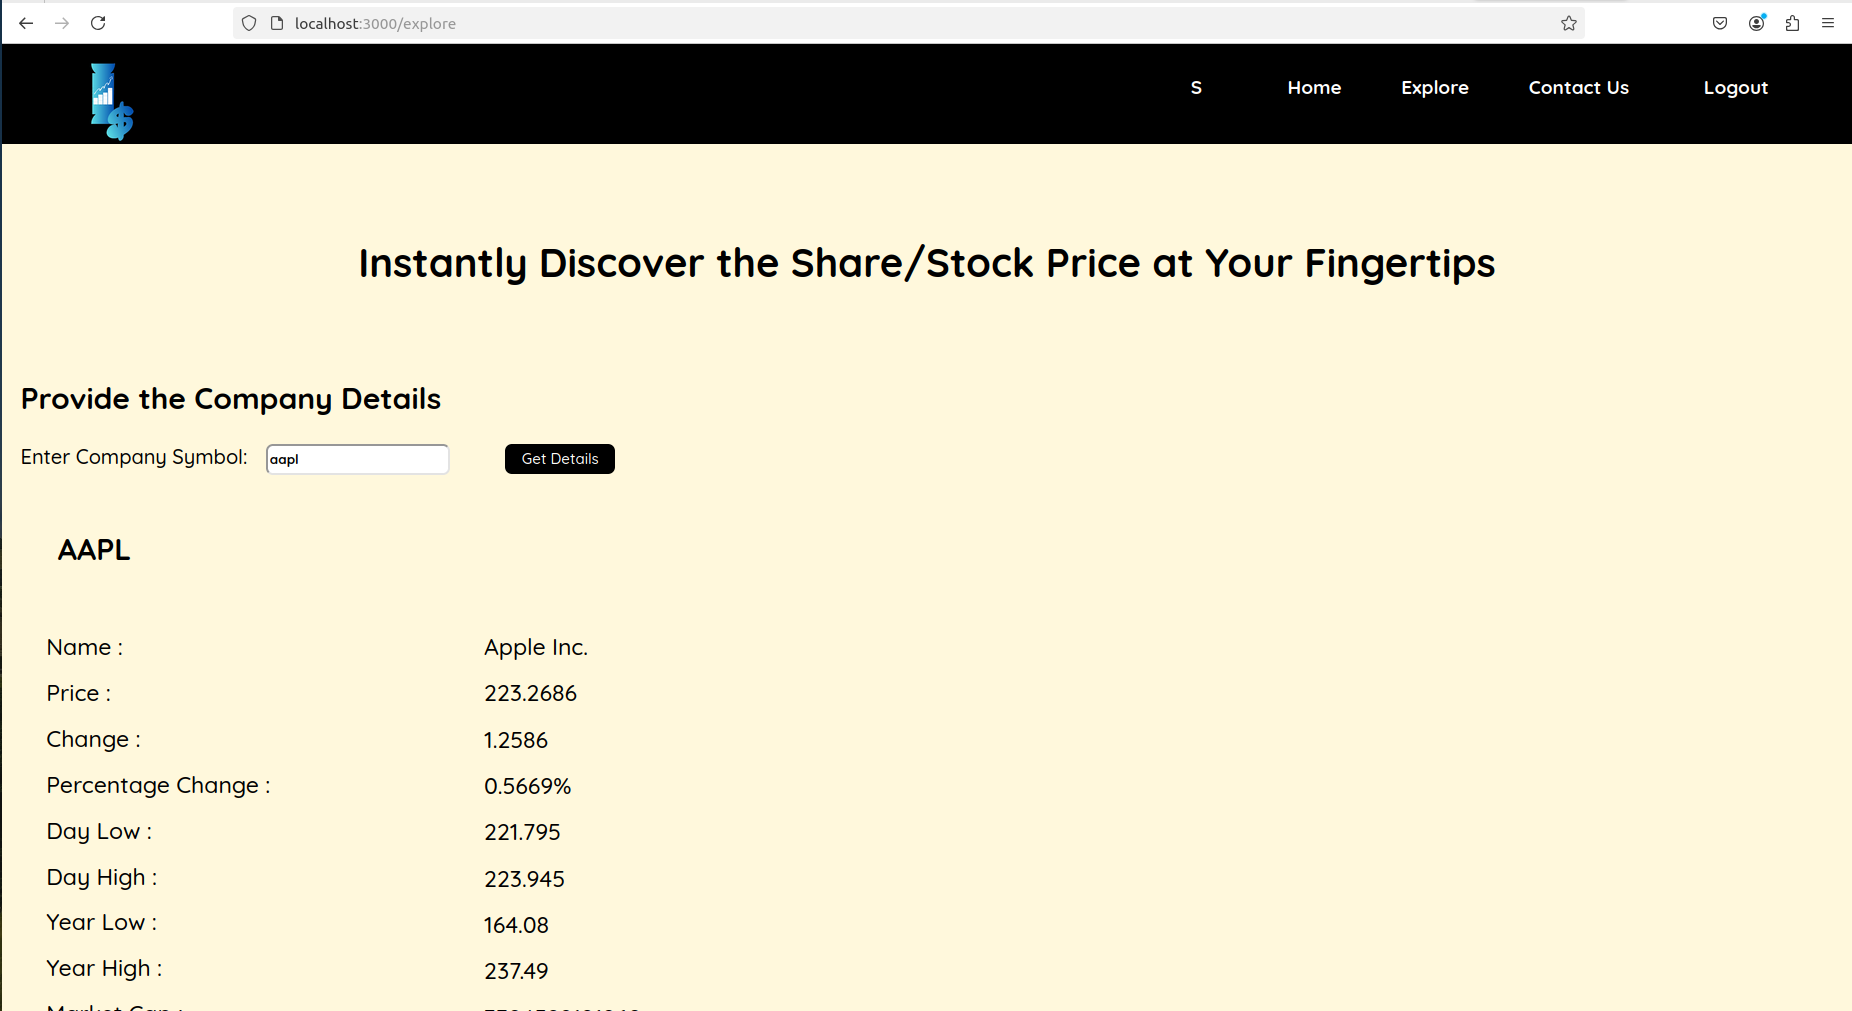 localhost:3000/explore
S Home Explore Contact Us Logout
Instantly Discover the Share/Stock Price at Your Fingertips
Provide the Company Details
Enter Company Symbol: aapl Get Details
AAPL
Name : Apple Inc.
Price : 223.2686
Change : 1.2586
Percentage Change : 0.5669%
Day Low : 221.795
Day High : 223.945
Year Low : 164.08
Year High : 237.49
Market Cap :